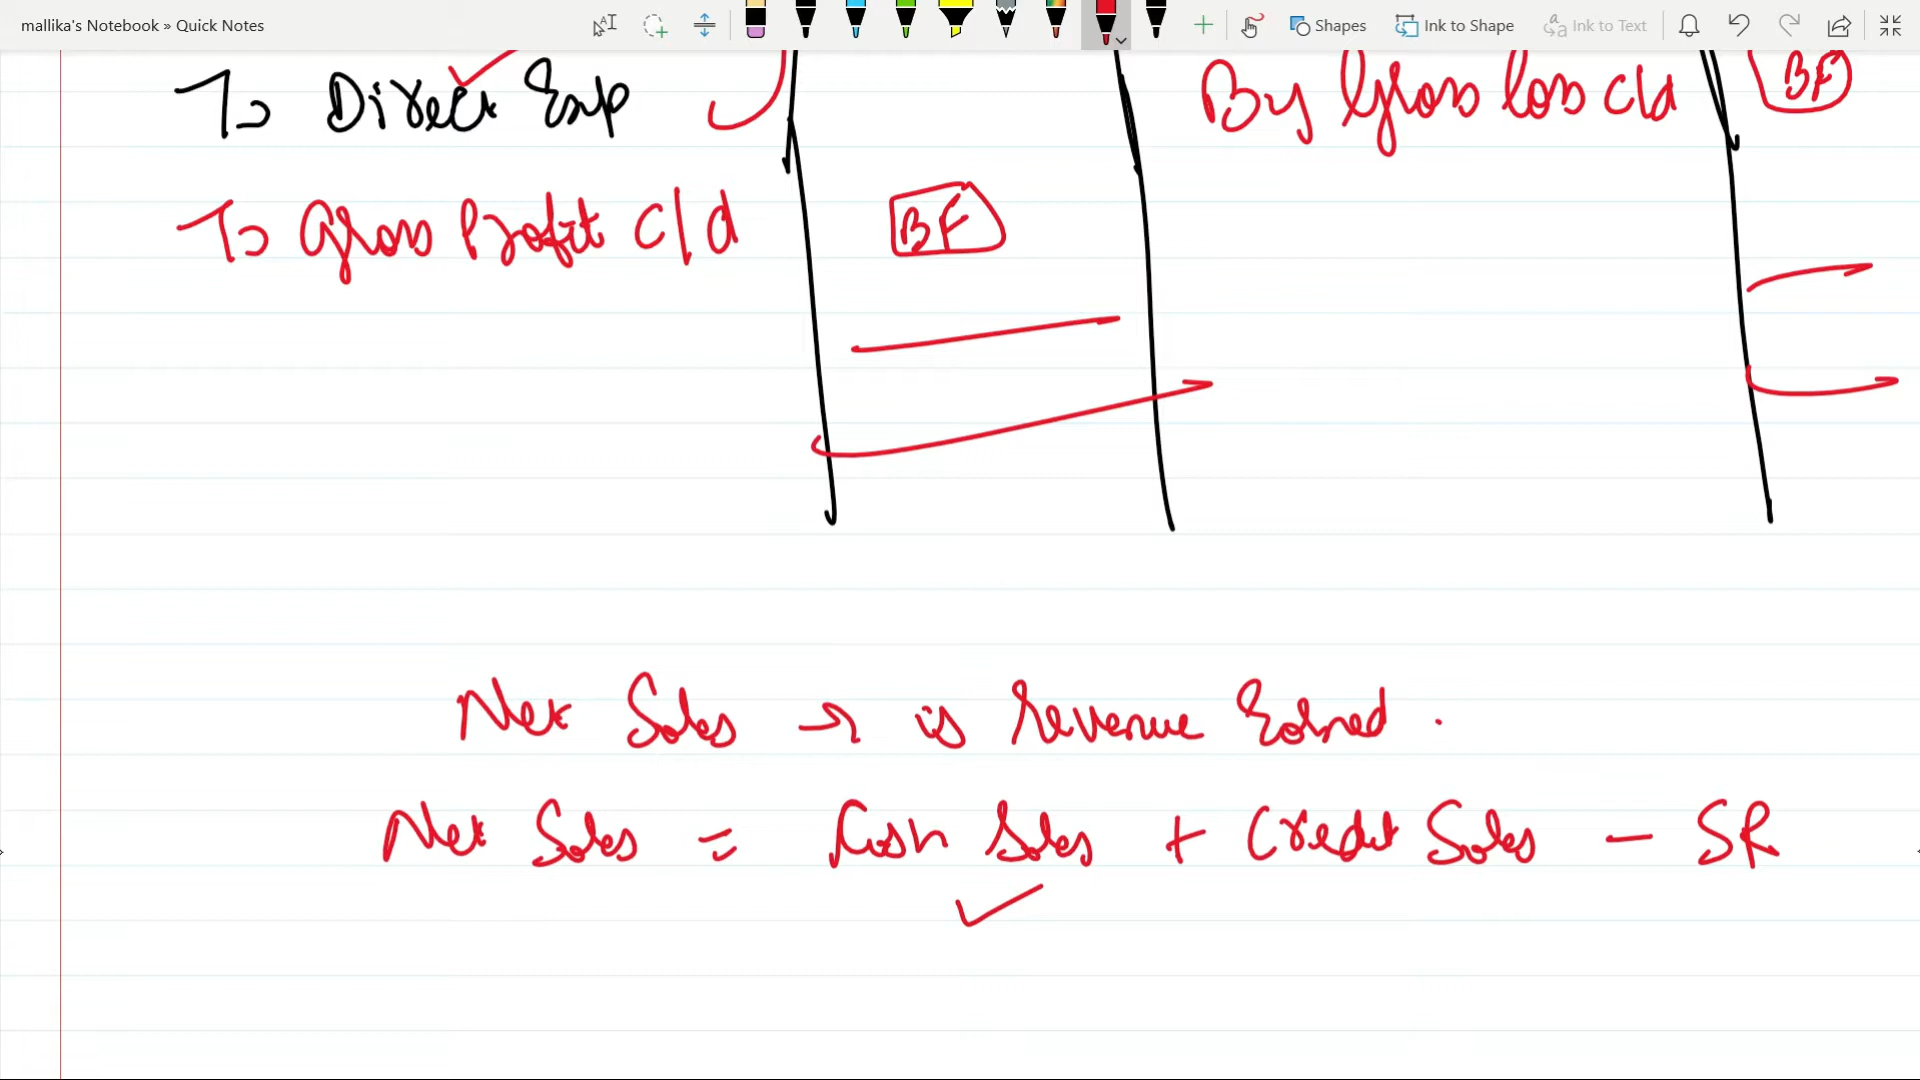 mallika's Notebook » Quick Notes
Shapes
Ink to Shape
Ink to Text
To Direct Exp
By Gross loss c/d
BF
To Gross Profit c/d
BF
Net Sales → is Revenue Earned.
Net Sales = Cash Sales + Credit Sales - SR